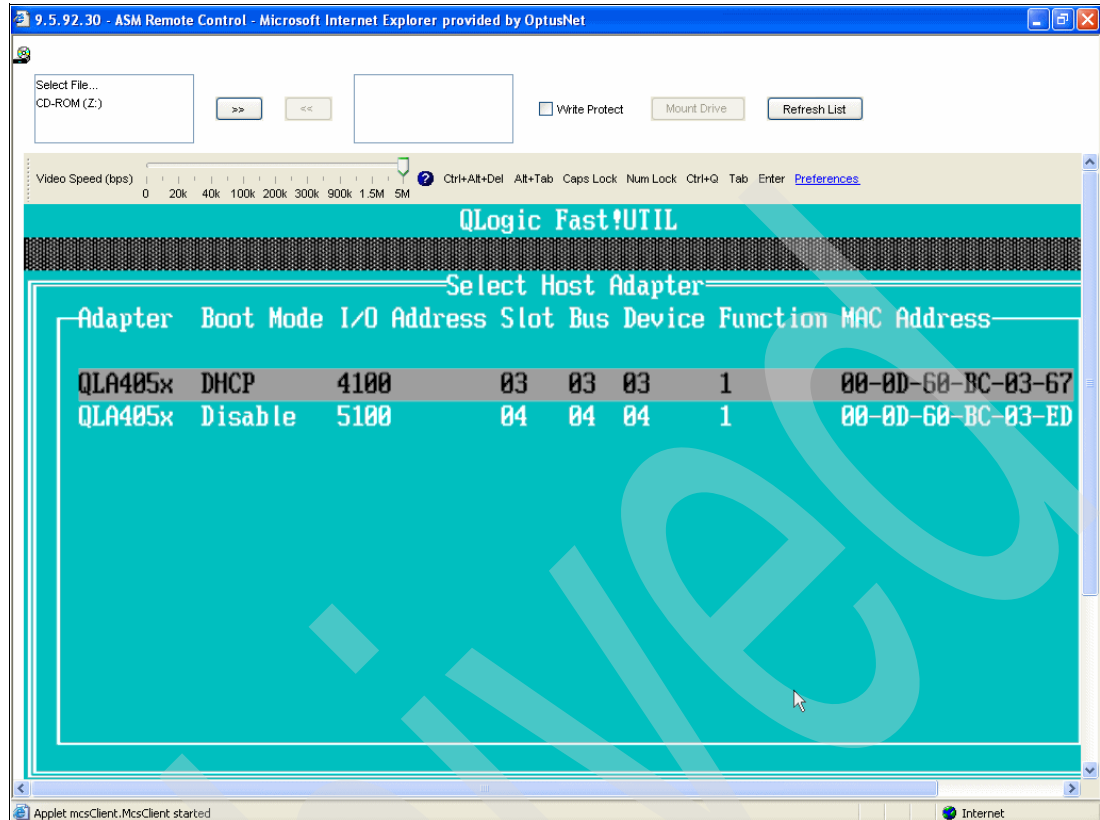 9.5.92.30 - ASM Remote Control - Microsoft Internet Explorer provided by OptusNet
Select File...
CD-ROM (Z:)
>>
<<
Write Protect
Mount Drive
Refresh List
Video Speed (bps)
0 20k 40k 100k 200k 300k 900k 1.5M 5M
? Ctrl+Alt+Del Alt+Tab Caps Lock Num Lock Ctrl+Q Tab Enter Preferences
QLogic Fast!UTIL
Select Host Adapter
Adapter Boot Mode I/O Address Slot Bus Device Function MAC Address
QLA405x DHCP 4100 03 03 03 1 00-0D-60-BC-03-67
QLA405x Disable 5100 04 04 04 1 00-0D-60-BC-03-ED
Applet mcsClient.McsClient started
Internet